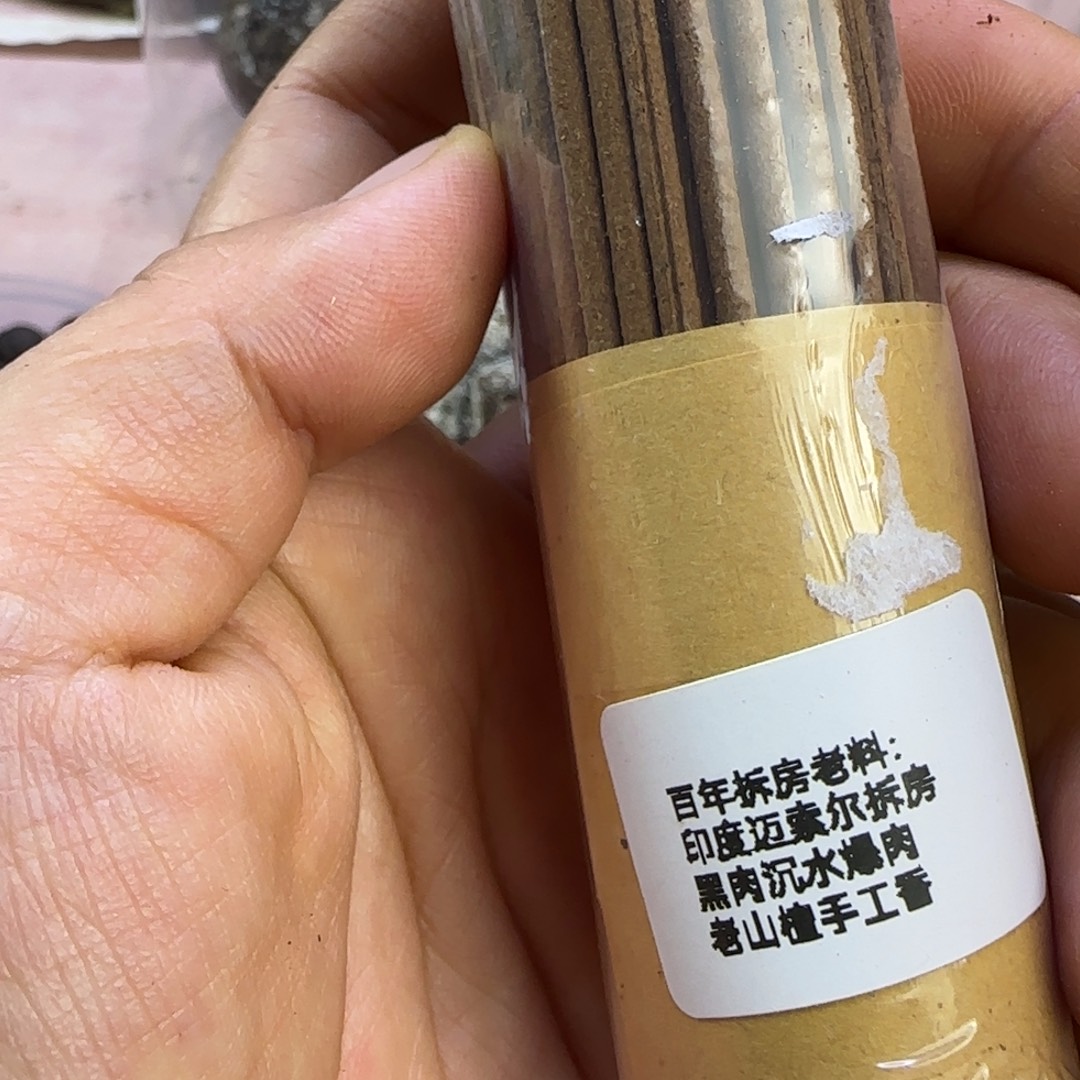 百年拆房老料:
印度迈索尔拆房
黑肉沉水爆肉
老山檀手工香